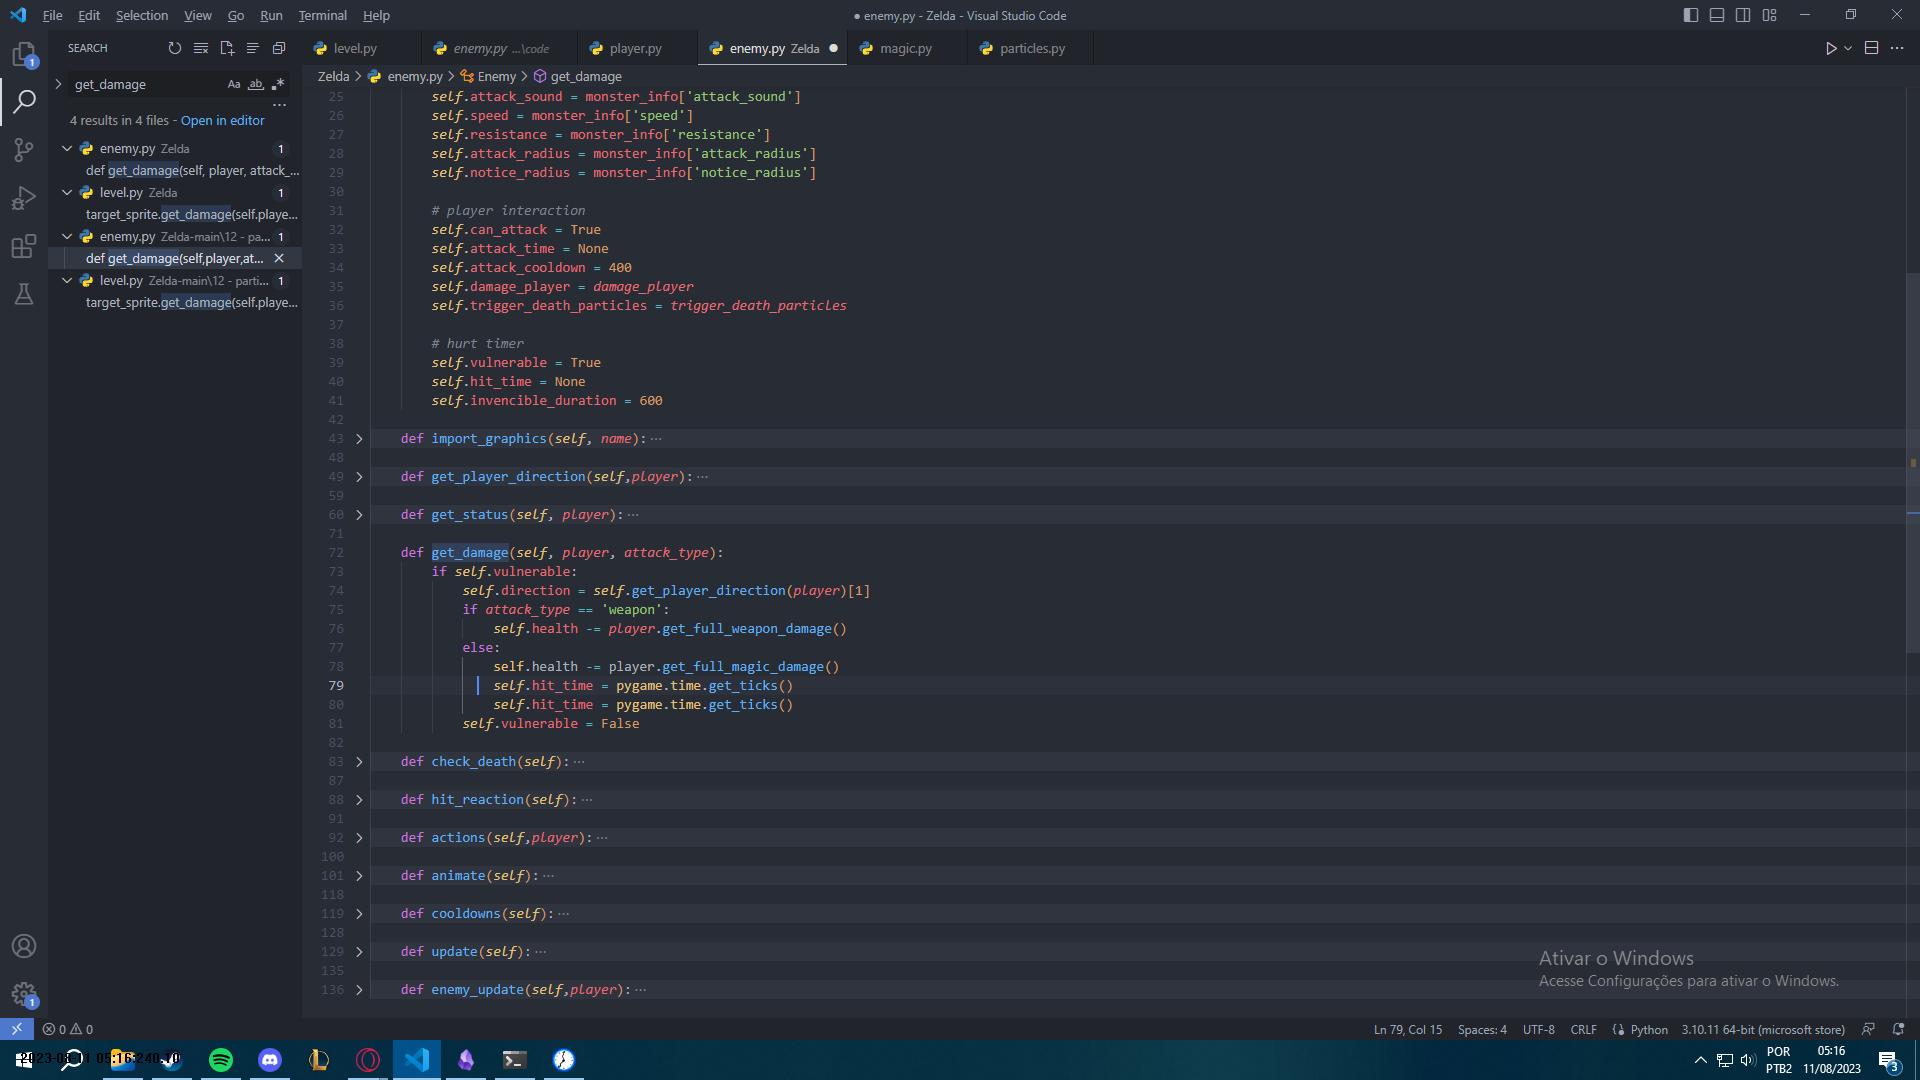 File Edit Selection View Go Run Terminal Help
● enemy.py - Zelda - Visual Studio Code
SEARCH
level.py
enemy.py ...\code
player.py
enemy.py Zelda
magic.py
particles.py
get_damage
Aa ab
4 results in 4 files - Open in editor
enemy.py Zelda 1
def get_damage(self, player, attack_...
level.py Zelda 1
target_sprite.get_damage(self.playe...
enemy.py Zelda-main\12 - pa... 1
def get_damage(self,player,at...
level.py Zelda-main\12 - parti... 1
target_sprite.get_damage(self.playe...
Zelda > enemy.py > Enemy > get_damage
25 self.attack_sound = monster_info['attack_sound']
26 self.speed = monster_info['speed']
27 self.resistance = monster_info['resistance']
28 self.attack_radius = monster_info['attack_radius']
29 self.notice_radius = monster_info['notice_radius']
30
31 # player interaction
32 self.can_attack = True
33 self.attack_time = None
34 self.attack_cooldown = 400
35 self.damage_player = damage_player
36 self.trigger_death_particles = trigger_death_particles
37
38 # hurt timer
39 self.vulnerable = True
40 self.hit_time = None
41 self.invencible_duration = 600
42
43 def import_graphics(self, name): ···
48
49 def get_player_direction(self,player): ···
59
60 def get_status(self, player): ···
71
72 def get_damage(self, player, attack_type):
73 if self.vulnerable:
74 self.direction = self.get_player_direction(player)[1]
75 if attack_type == 'weapon':
76 self.health -= player.get_full_weapon_damage()
77 else:
78 self.health -= player.get_full_magic_damage()
79 self.hit_time = pygame.time.get_ticks()
80 self.hit_time = pygame.time.get_ticks()
81 self.vulnerable = False
82
83 def check_death(self): ···
87
88 def hit_reaction(self): ···
91
92 def actions(self,player): ···
100
101 def animate(self): ···
118
119 def cooldowns(self): ···
128
129 def update(self): ···
135
136 def enemy_update(self,player): ···
Ativar o Windows
Acesse Configurações para ativar o Windows.
0 0
Ln 79, Col 15 Spaces: 4 UTF-8 CRLF Python 3.10.11 64-bit (microsoft store)
POR
PTB2
05:16
11/08/2023
3